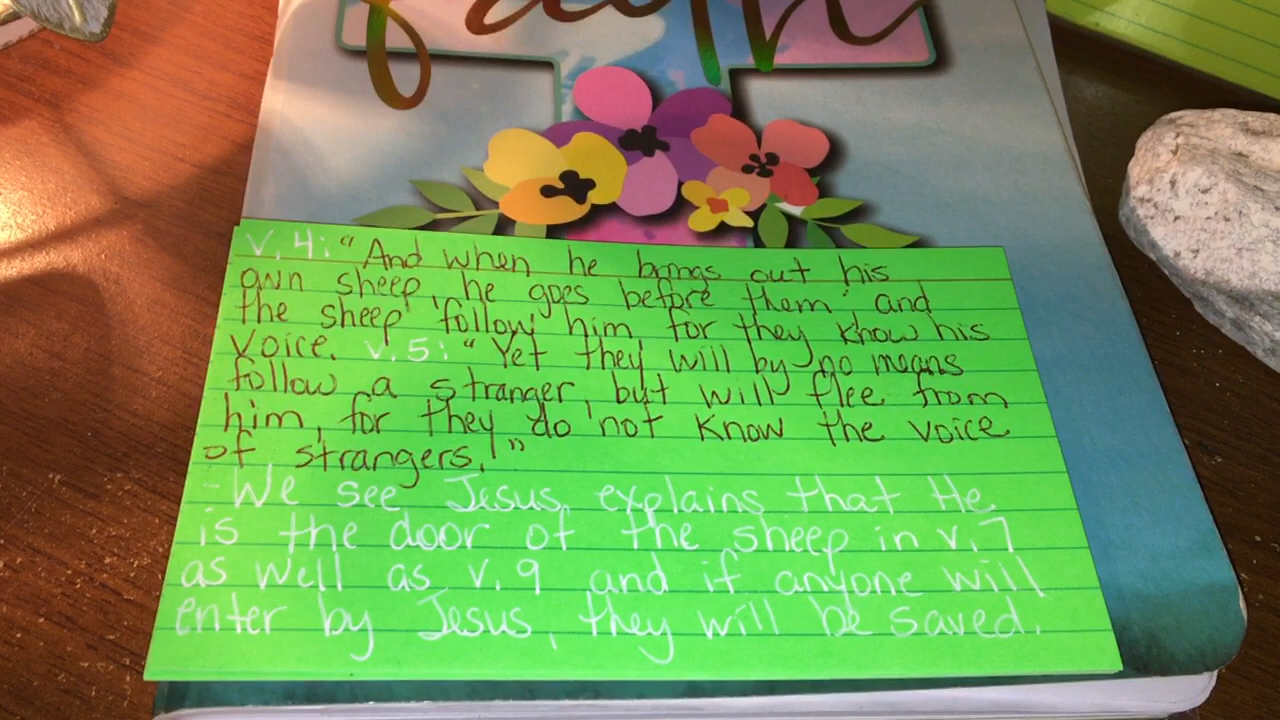 faith
v.4: "And when he brings out his
own sheep, he goes before them and
the sheep follow him, for they know his
voice. v.5: "Yet they will by no means
follow a stranger, but will flee from
him, for they do not know the voice
of strangers."
-We see Jesus, explains that He
is the door of the sheep in v.7
as well as v.9 and if anyone will
enter by Jesus, they will be saved.